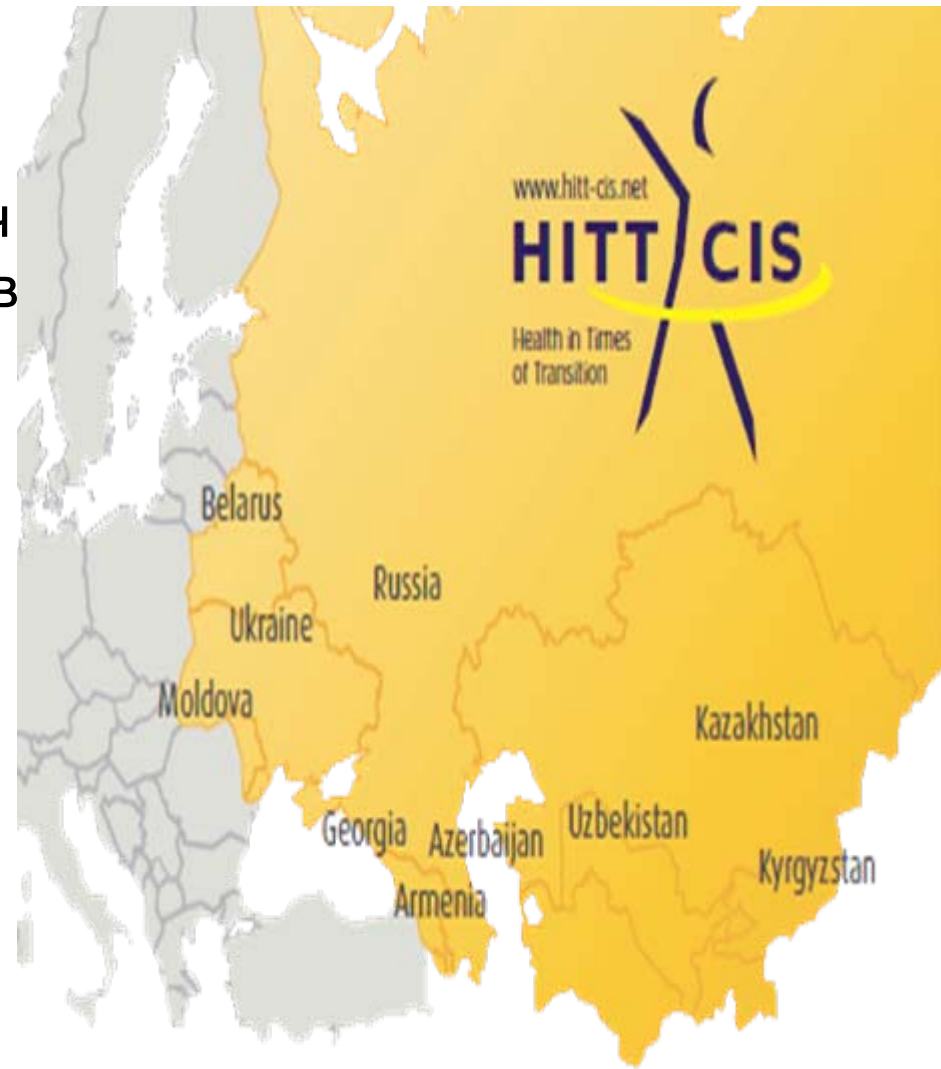 ч
в
www.hitt-cis.net
HITT CIS
Health in Times
of Transition
Belarus
Russia
Ukraine
Moldova
Kazakhstan
Georgia
Azerbaijan
Uzbekistan
Kyrgyzstan
Armenia